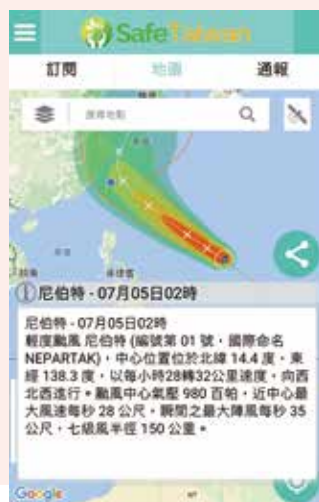 SafeTaiwan
訂閱 地圖 通報
搜尋地點
尼伯特 - 07月05日02時
尼伯特 - 07月05日02時
輕度颱風 尼伯特 (編號第 01 號，國際命名
NEPARTAK)，中心位置位於北緯 14.4 度，東
經 138.3 度，以每小時28轉32公里速度，向西
北西進行。颱風中心氣壓 980 百帕，近中心最
大風速每秒 28 公尺，瞬間之最大陣風每秒 35
公尺，七級風半徑 150 公里。
Google